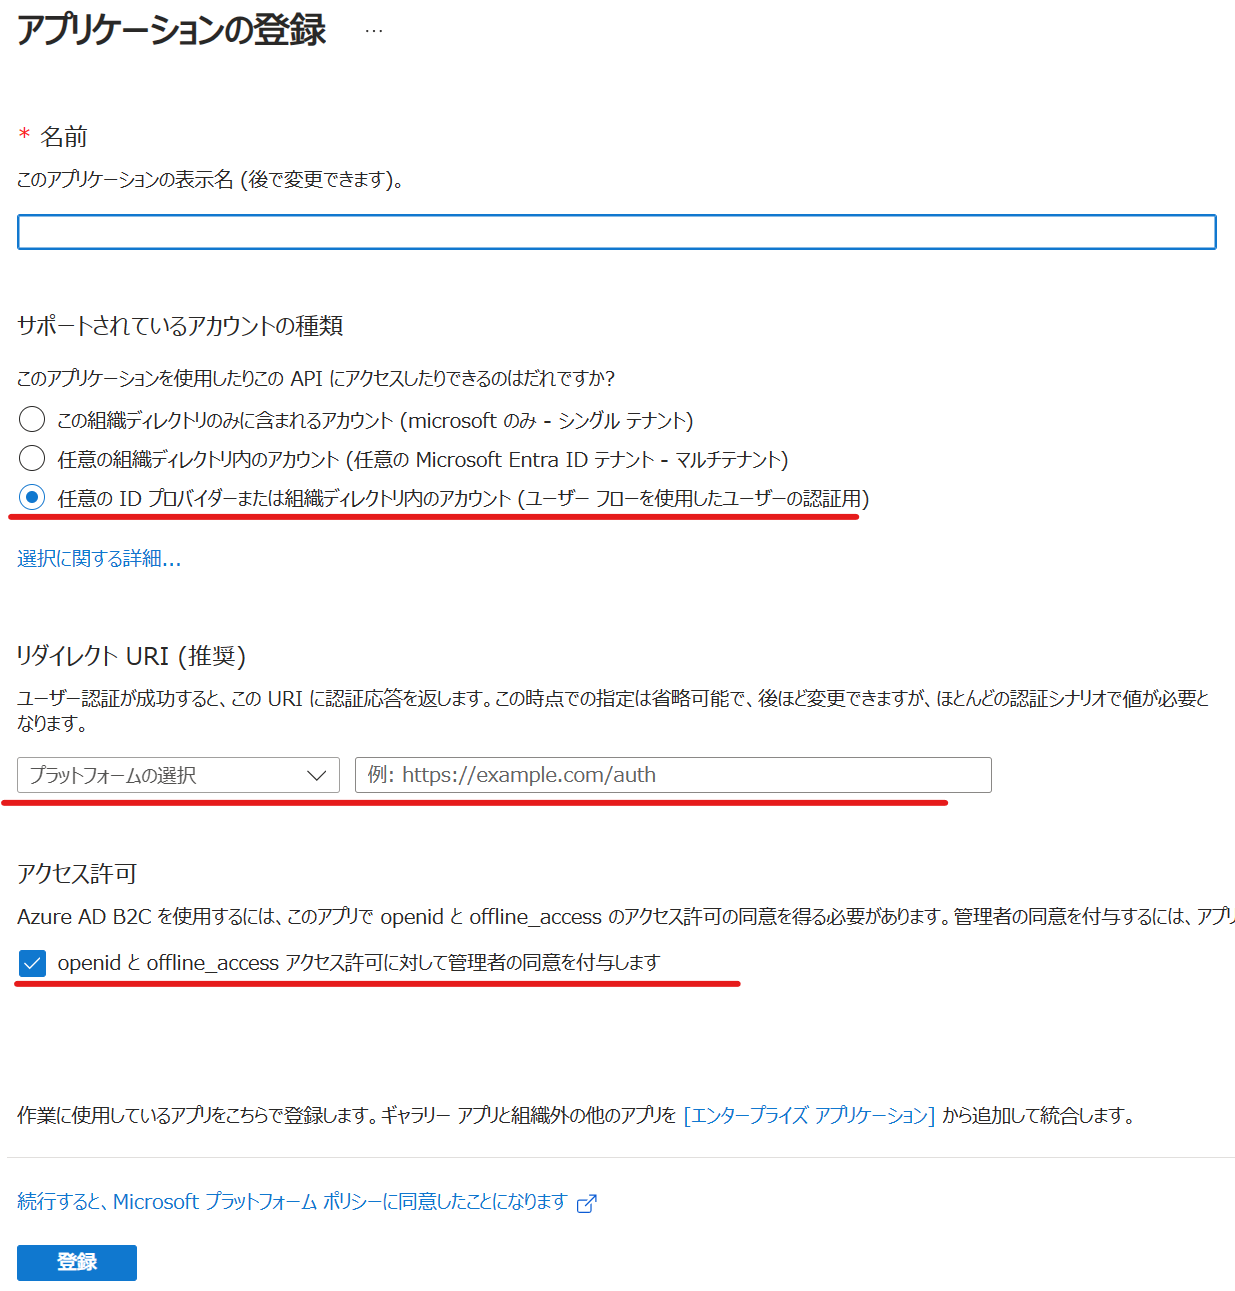 アプリケーションの登録 …
* 名前
このアプリケーションの表示名 (後で変更できます)。
サポートされているアカウントの種類
このアプリケーションを使用したりこの API にアクセスしたりできるのはだれですか?
この組織ディレクトリのみに含まれるアカウント (microsoft のみ - シングル テナント)
任意の組織ディレクトリ内のアカウント (任意の Microsoft Entra ID テナント - マルチテナント)
任意の ID プロバイダーまたは組織ディレクトリ内のアカウント (ユーザー フローを使用したユーザーの認証用)
選択に関する詳細...
リダイレクト URI (推奨)
ユーザー認証が成功すると、この URI に認証応答を返します。この時点での指定は省略可能で、後ほど変更できますが、ほとんどの認証シナリオで値が必要と
なります。
プラットフォームの選択
例: https://example.com/auth
アクセス許可
Azure AD B2C を使用するには、このアプリで openid と offline_access のアクセス許可の同意を得る必要があります。管理者の同意を付与するには、アプリ
openid と offline_access アクセス許可に対して管理者の同意を付与します
作業に使用しているアプリをこちらで登録します。ギャラリー アプリと組織外の他のアプリを [エンタープライズ アプリケーション] から追加して統合します。
続行すると、Microsoft プラットフォーム ポリシーに同意したことになります
登録